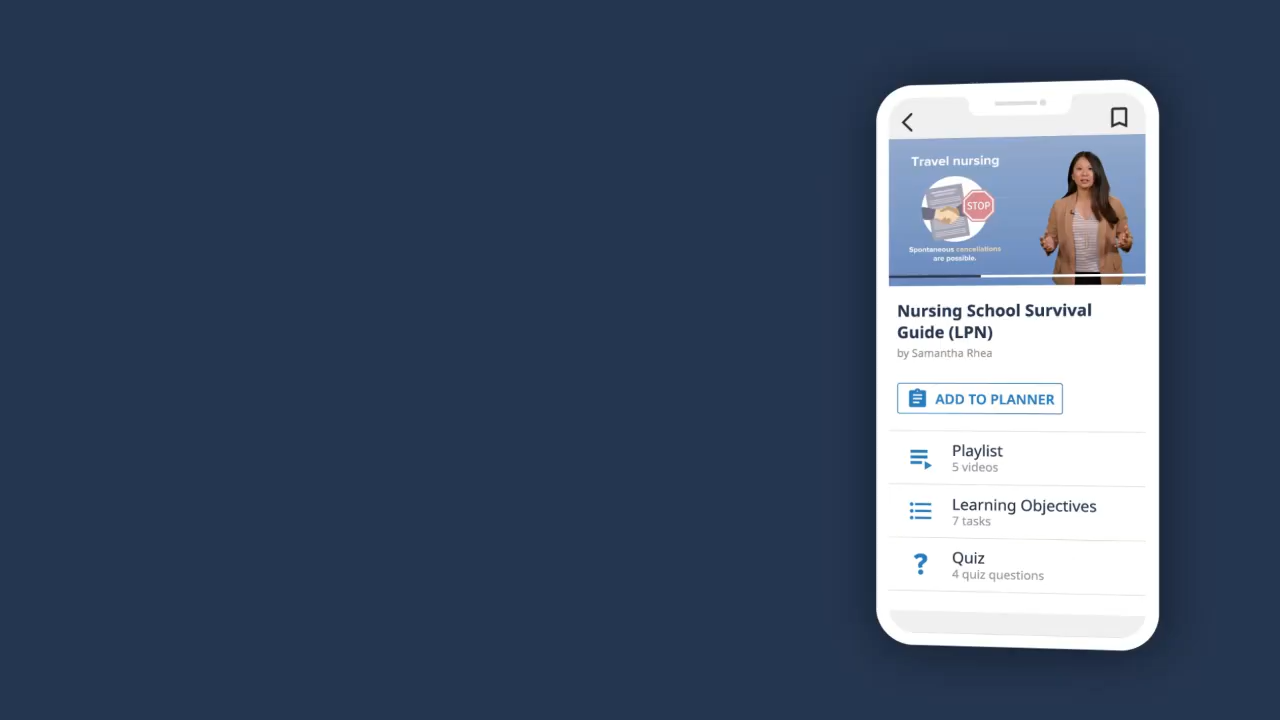 Travel nursing
STOP
Spontaneous cancellations
are possible.
Nursing School Survival
Guide (LPN)
by Samantha Rhea
ADD TO PLANNER
Playlist
5 videos
Learning Objectives
7 tasks
Quiz
4 quiz questions